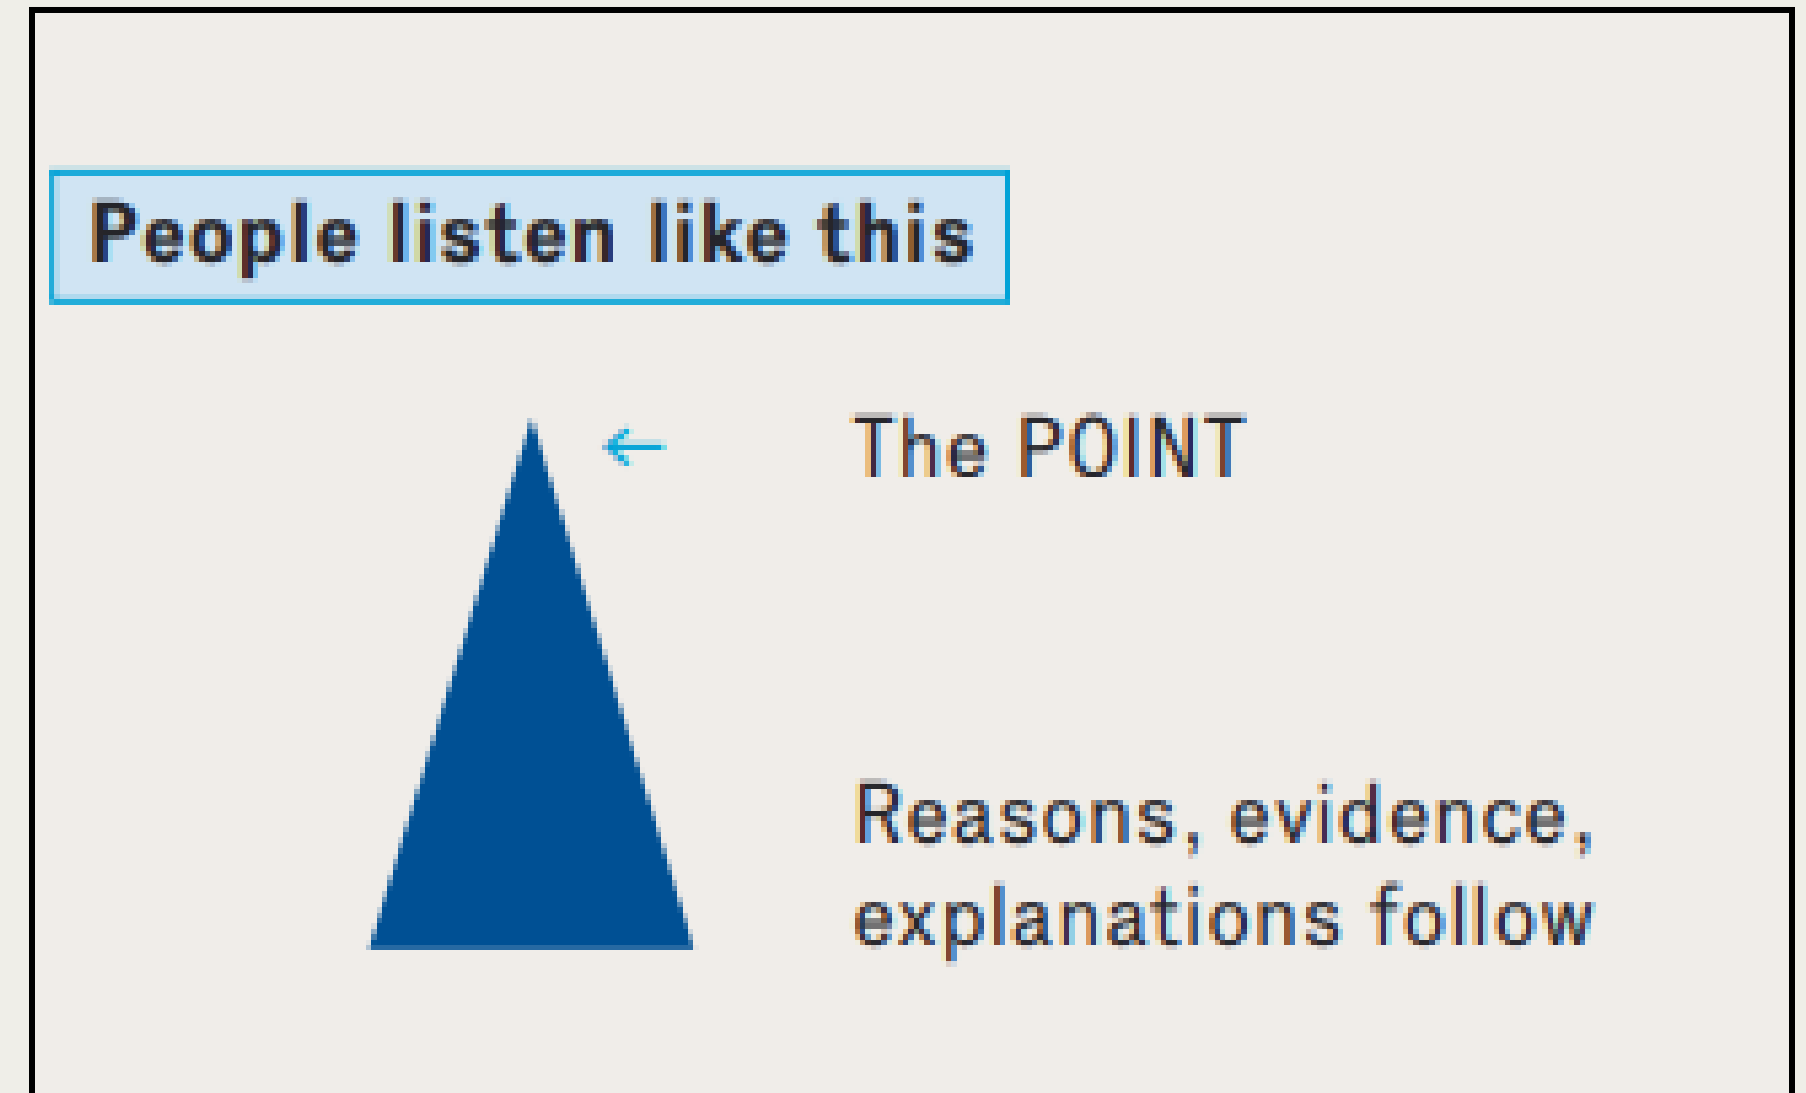 People listen like this
The POINT
Reasons, evidence,
explanations follow